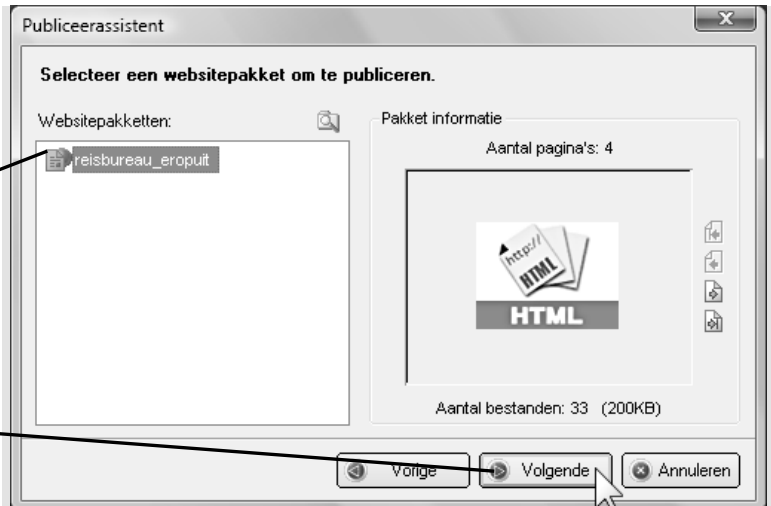 Publiceerassistent
Selecteer een websitepakket om te publiceren.
Websitepakketten:
Pakket informatie
reisbureau_eropuit
Aantal pagina's: 4
http://
HTML
HTML
Aantal bestanden: 33 (200KB)
Vorige
Volgende
Annuleren